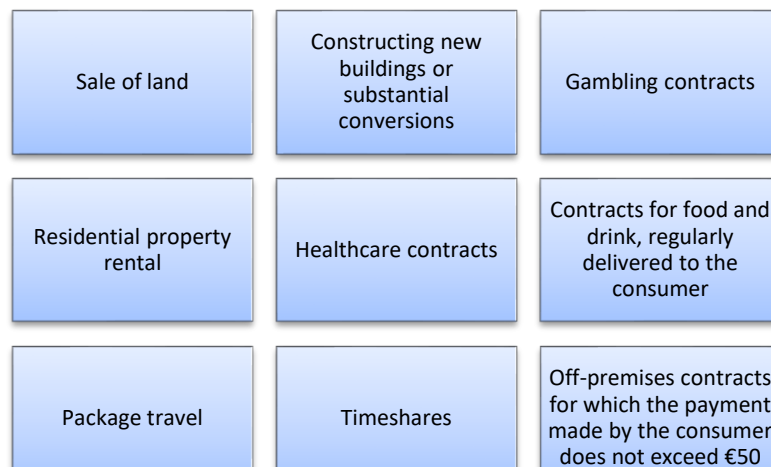 Sale of land
Constructing new
buildings or
substantial
conversions
Gambling contracts
Residential property
rental
Healthcare contracts
Contracts for food and
drink, regularly
delivered to the
consumer
Package travel
Timeshares
Off-premises contracts
for which the payment
made by the consumer
does not exceed €50